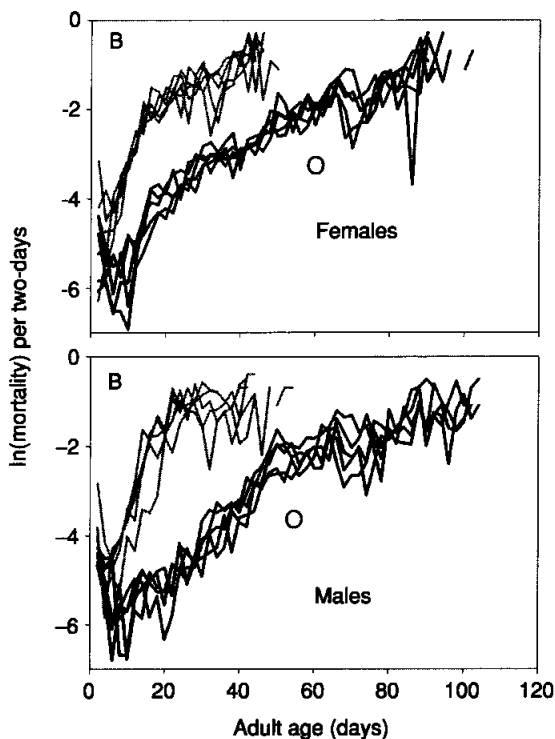 0
B
-2
O
-4
Females
-6
ln(mortality) per two-days
0
B
-2
O
-4
Males
-6
0 20 40 60 80 100 120
Adult age (days)